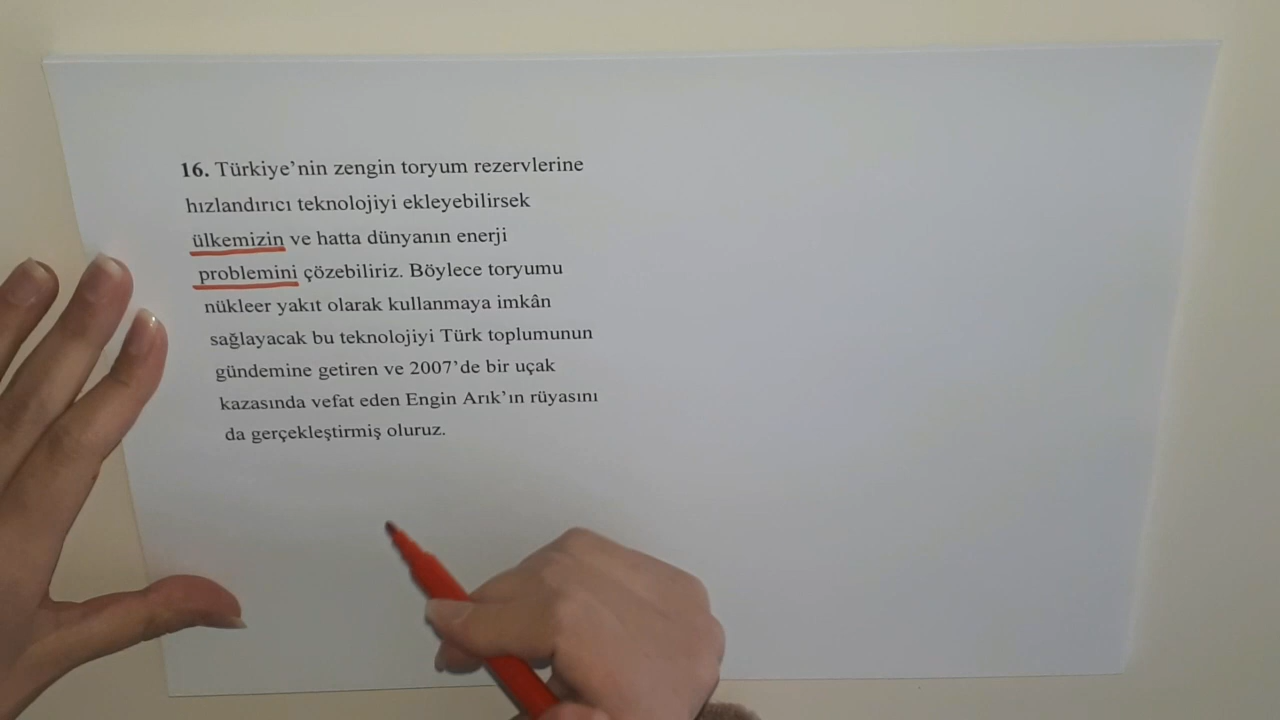 16. Türkiye’nin zengin toryum rezervlerine
hızlandırıcı teknolojiyi ekleyebilirsek
ülkemizin ve hatta dünyanın enerji
problemini çözebiliriz. Böylece toryumu
nükleer yakıt olarak kullanmaya imkân
sağlayacak bu teknolojiyi Türk toplumunun
gündemine getiren ve 2007’de bir uçak
kazasında vefat eden Engin Arık’ın rüyasını
da gerçekleştirmiş oluruz.